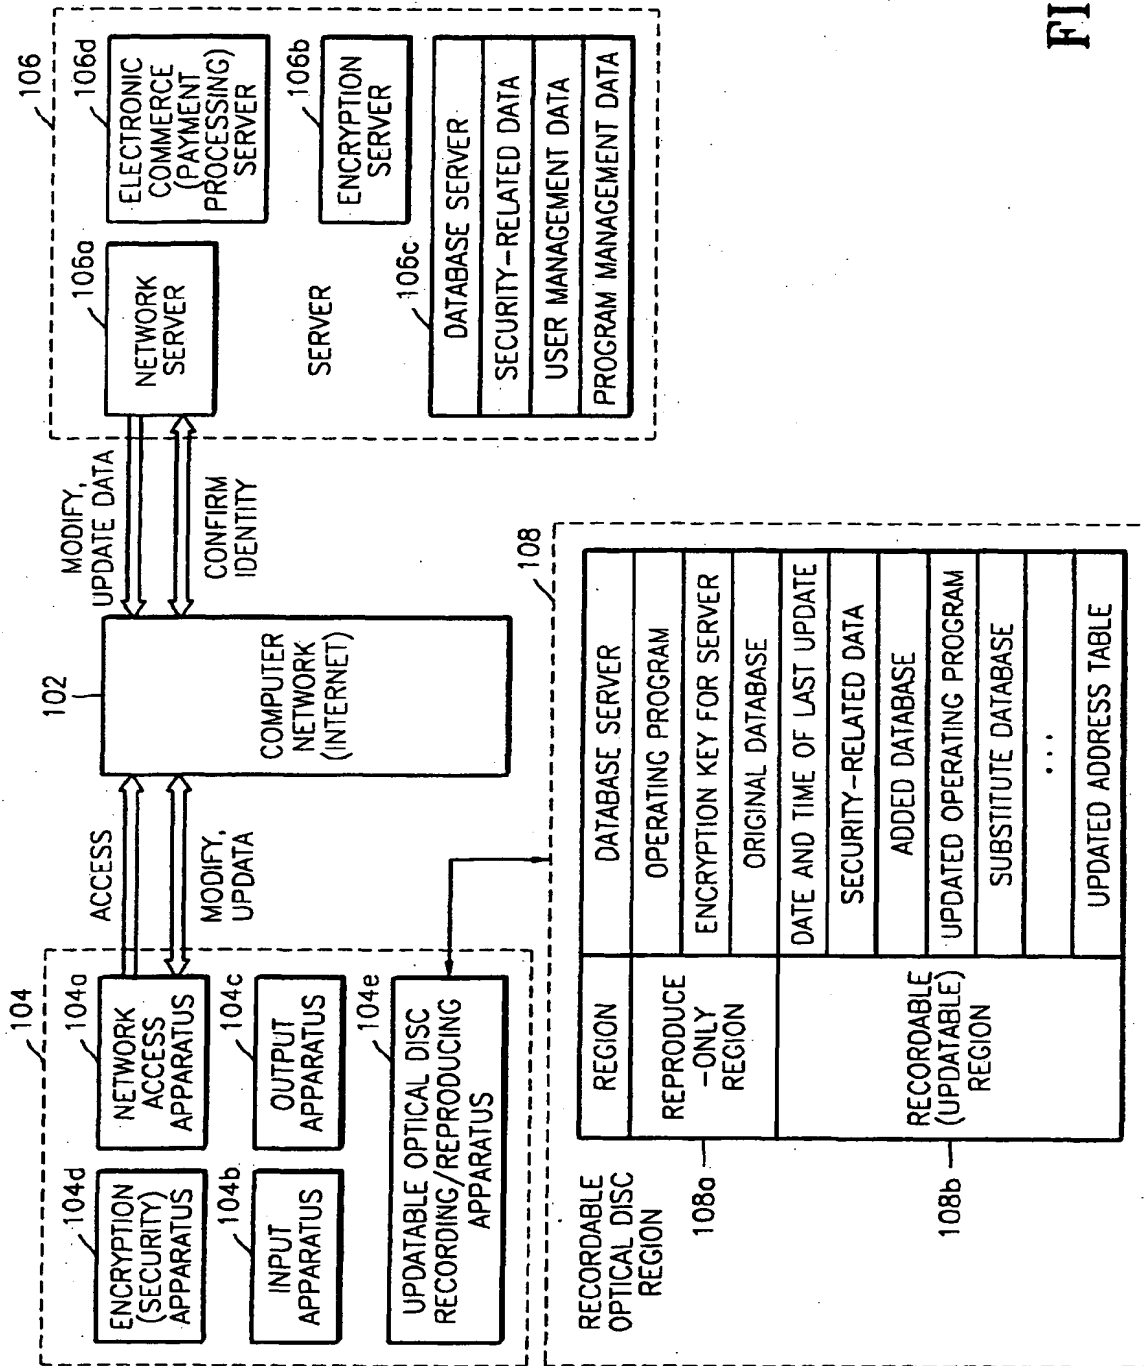 104
104d
ENCRYPTION
(SECURITY)
APPARATUS
104a
NETWORK
ACCESS
APPARATUS
104b
INPUT
APPARATUS
104c
OUTPUT
APPARATUS
104e
UPDATABLE OPTICAL DISC
RECORDING/REPRODUCING
APPARATUS
ACCESS
MODIFY,
UPDATA
102
COMPUTER
NETWORK
(INTERNET)
MODIFY,
UPDATE DATA
CONFIRM
IDENTITY
106
106a
NETWORK
SERVER
106d
ELECTRONIC
COMMERCE
(PAYMENT
PROCESSING)
SERVER
SERVER
106b
ENCRYPTION
SERVER
106c
DATABASE SERVER
SECURITY-RELATED DATA
USER MANAGEMENT DATA
PROGRAM MANAGEMENT DATA
108
RECORDABLE
OPTICAL DISC
REGION
REGION
DATABASE SERVER
108a
REPRODUCE
-ONLY
REGION
OPERATING PROGRAM
ENCRYPTION KEY FOR SERVER
ORIGINAL DATABASE
108b
RECORDABLE
(UPDATABLE)
REGION
DATE AND TIME OF LAST UPDATE
SECURITY-RELATED DATA
ADDED DATABASE
UPDATED OPERATING PROGRAM
SUBSTITUTE DATABASE
...
UPDATED ADDRESS TABLE